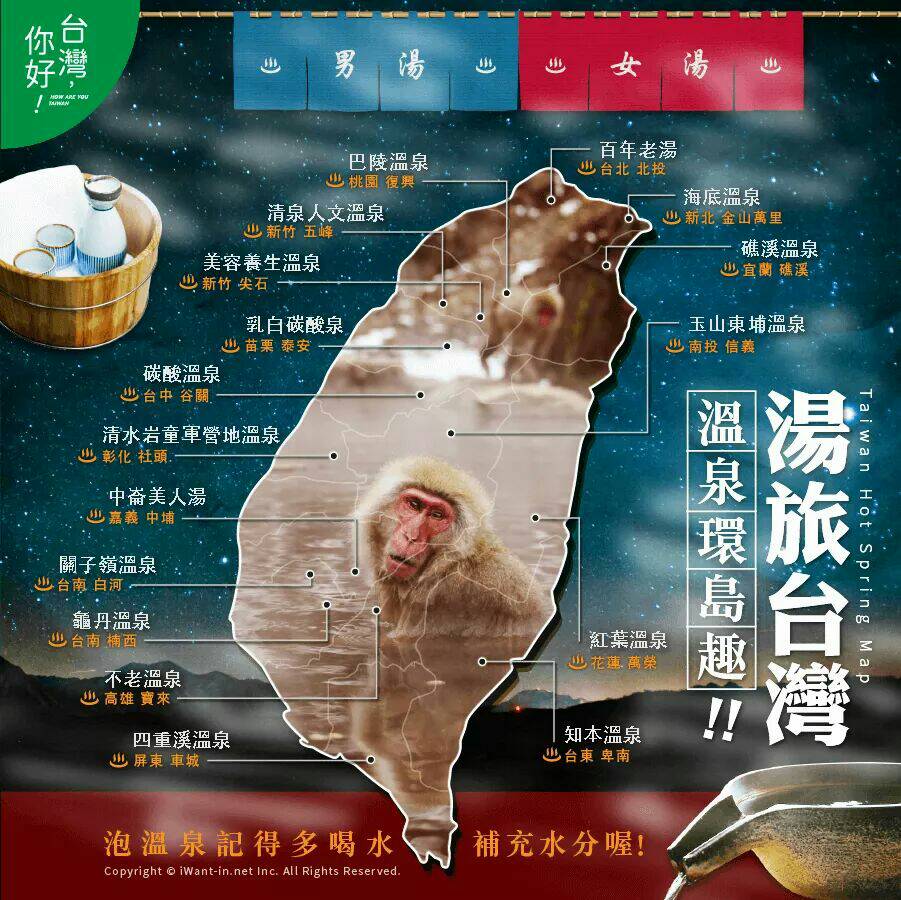 台灣，
你好！
HOW ARE YOU
TAIWAN
男湯
女湯
百年老湯
台北 北投
巴陵溫泉
桃園 復興
海底溫泉
新北 金山萬里
清泉人文溫泉
新竹 五峰
礁溪溫泉
宜蘭 礁溪
美容養生溫泉
新竹 尖石
乳白碳酸泉
苗栗 泰安
玉山東埔溫泉
南投 信義
碳酸溫泉
台中 谷關
清水岩童軍營地溫泉
彰化 社頭
中崙美人湯
嘉義 中埔
關子嶺溫泉
台南 白河
龜丹溫泉
台南 楠西
紅葉溫泉
花蓮 萬榮
不老溫泉
高雄 寶來
知本溫泉
台東 卑南
四重溪溫泉
屏東 車城
湯旅台灣
溫泉環島趣!!
Taiwan Hot Spring Map
泡溫泉記得多喝水 補充水分喔!
Copyright © iWant-in.net Inc. All Rights Reserved.